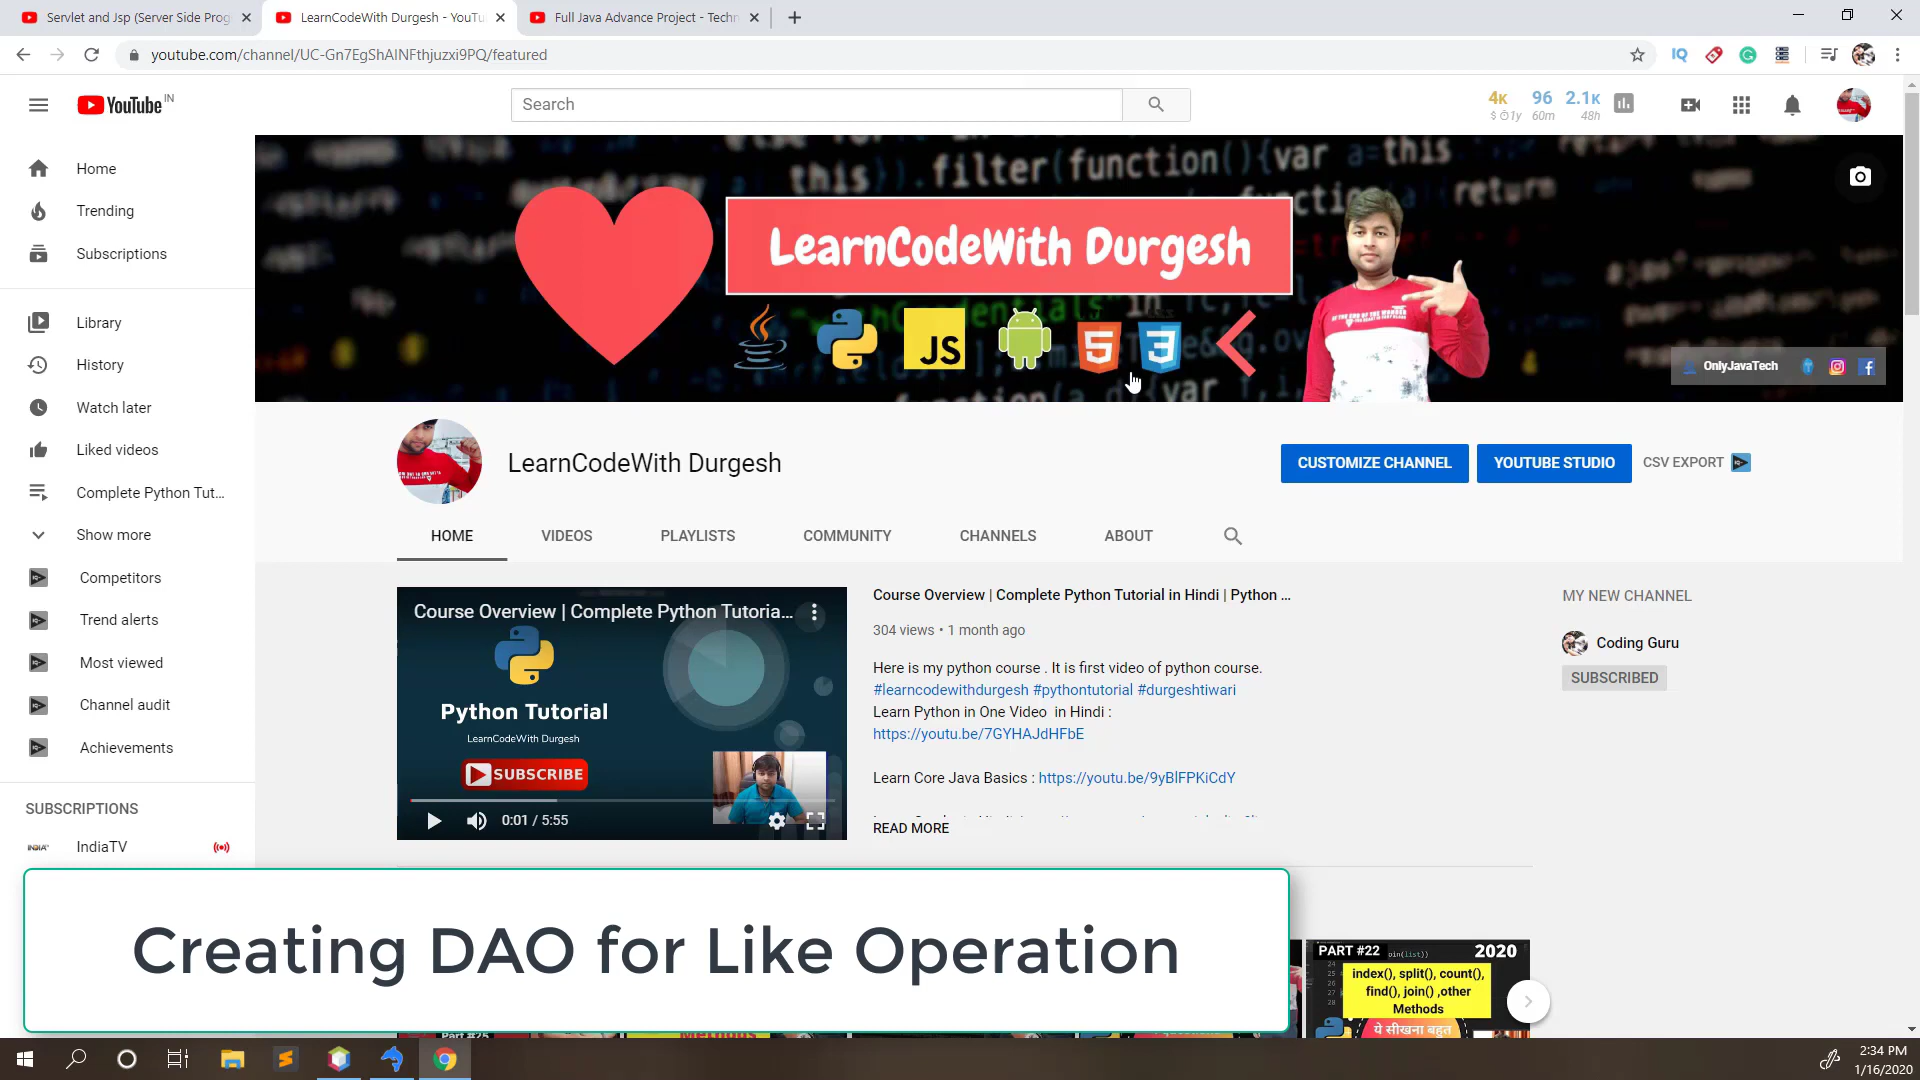 Servlet and Jsp (Server Side Prog
LearnCodeWith Durgesh - YouTu
Full Java Advance Project - Techn
youtube.com/channel/UC-Gn7EgShAlNFthjuzxi9PQ/featured
YouTube IN
Search
4K 96 2.1K
1y 60m 48h
Home
Trending
Subscriptions
Library
History
Watch later
Liked videos
Complete Python Tut...
Show more
Competitors
Trend alerts
Most viewed
Channel audit
Achievements
SUBSCRIPTIONS
IndiaTV
LearnCodeWith Durgesh
JS
5
3
OnlyJavaTech
LearnCodeWith Durgesh
CUSTOMIZE CHANNEL
YOUTUBE STUDIO
CSV EXPORT
HOME
VIDEOS
PLAYLISTS
COMMUNITY
CHANNELS
ABOUT
Course Overview | Complete Python Tutoria...
Python Tutorial
LearnCodeWith Durgesh
SUBSCRIBE
0:01 / 5:55
Course Overview | Complete Python Tutorial in Hindi | Python ...
304 views • 1 month ago
Here is my python course . It is first video of python course.
#learncodewithdurgesh #pythontutorial #durgeshtiwari
Learn Python in One Video in Hindi :
https://youtu.be/7GYHAJdHFbE
Learn Core Java Basics : https://youtu.be/9yBlFPKiCdY
READ MORE
MY NEW CHANNEL
Coding Guru
SUBSCRIBED
Creating DAO for Like Operation
PART #22
2020
index(), split(), count(),
find(), join() ,other
Methods
ये सीखना बहुत
2:34 PM
1/16/2020